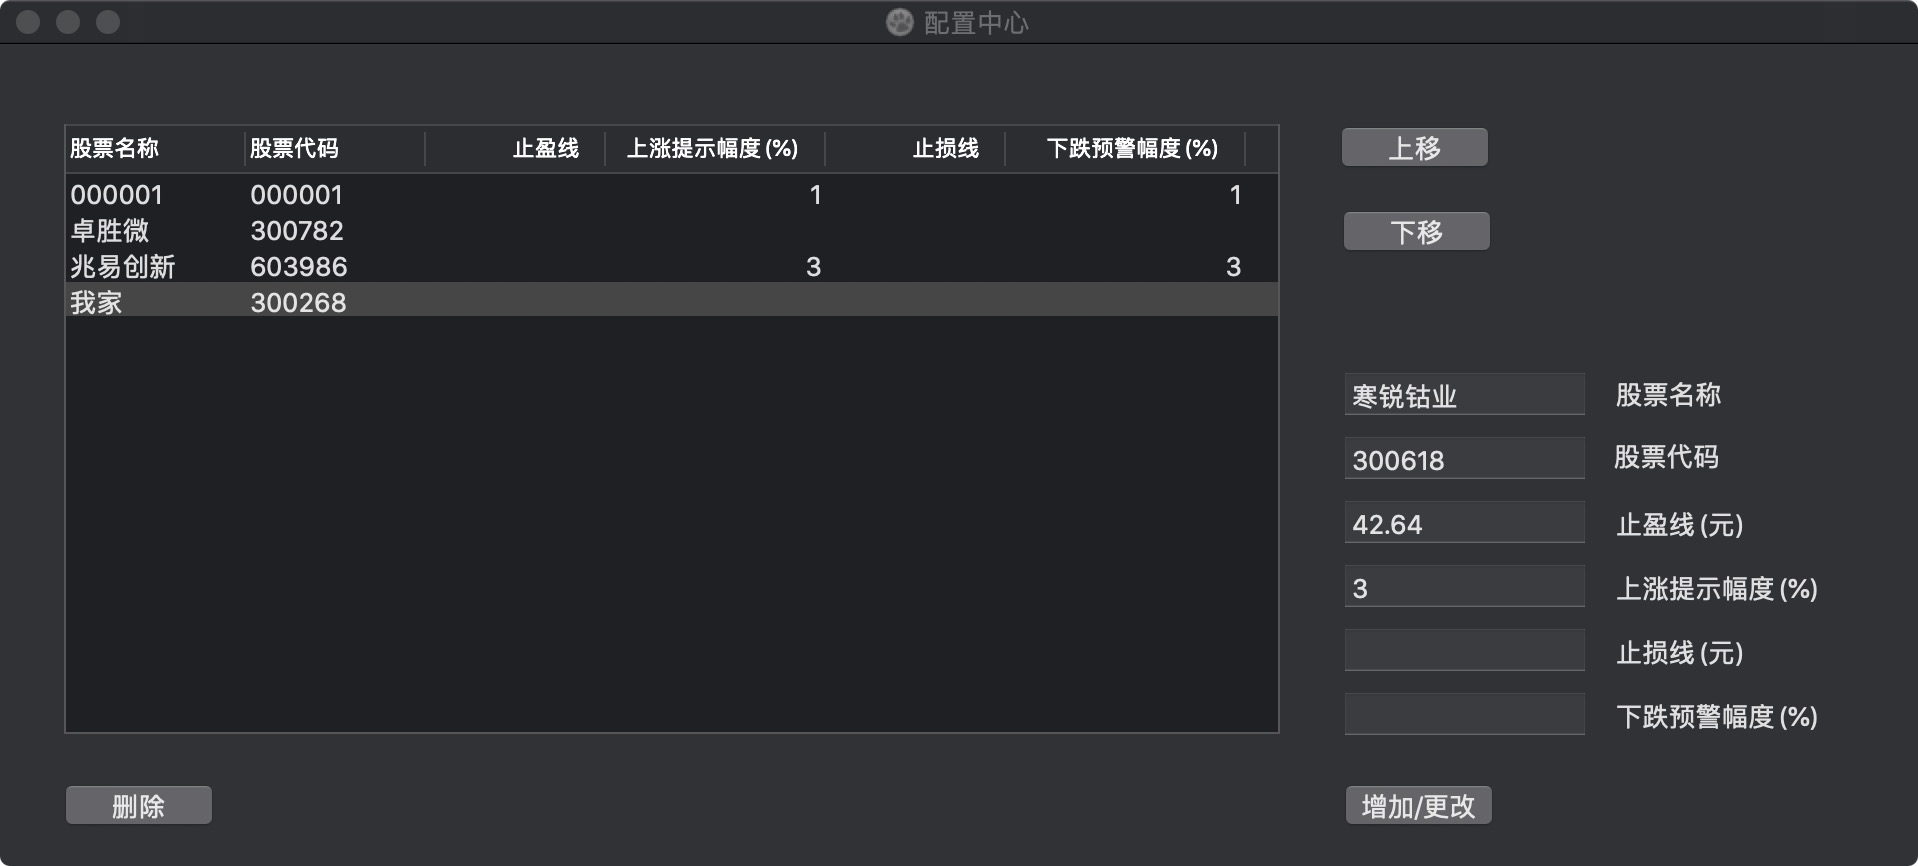 配置中心
股票名称 股票代码 止盈线 上涨提示幅度(%) 止损线 下跌预警幅度(%)
000001 000001 1 1
卓胜微 300782
兆易创新 603986 3 3
我家 300268
上移
下移
寒锐钴业 股票名称
300618 股票代码
42.64 止盈线(元)
3 上涨提示幅度(%)
止损线(元)
下跌预警幅度(%)
删除
增加/更改